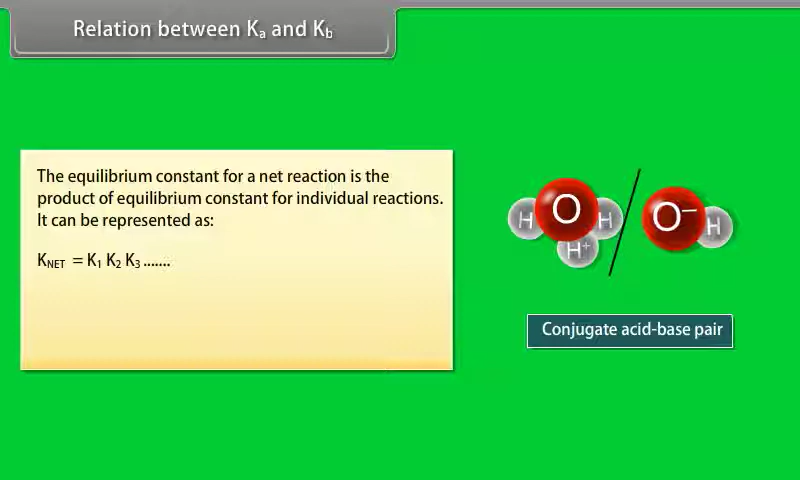 Relation between Ka and Kb
The equilibrium constant for a net reaction is the
product of equilibrium constant for individual reactions.
It can be represented as:
KNET = K1 K2 K3 .......
H O H H+ / O− H
Conjugate acid-base pair